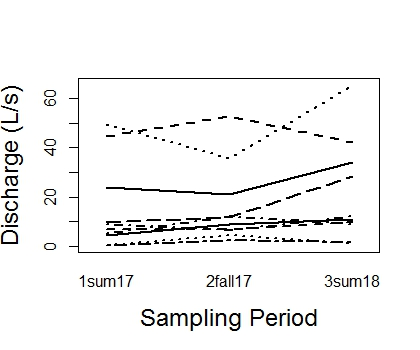 Discharge (L/s)
60
40
20
0
1sum17 2fall17 3sum18
Sampling Period